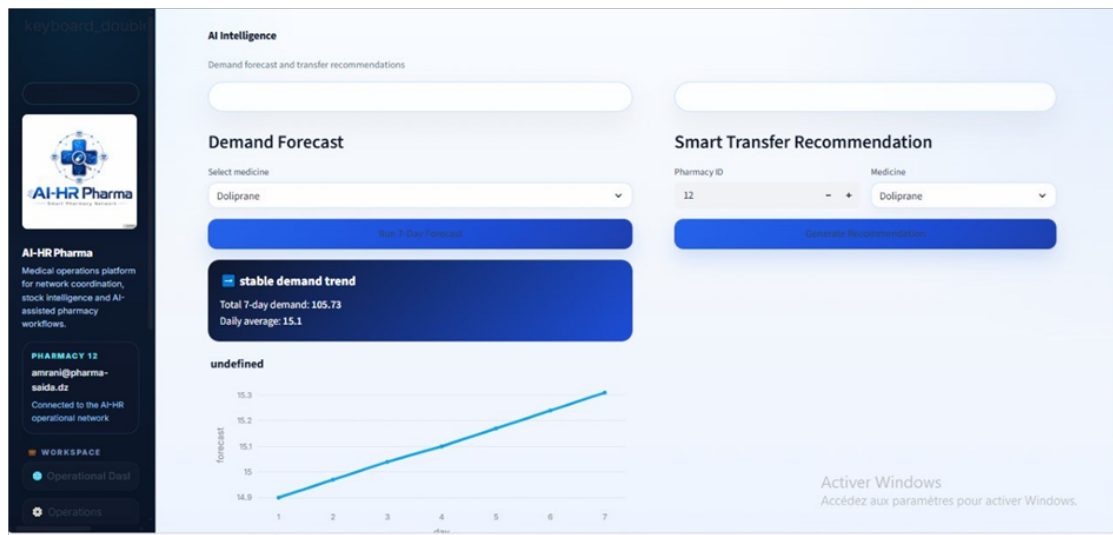 keyboard_doubl
AI-HR Pharma
Smart Pharmacy Network
AI-HR Pharma
Medical operations platform
for network coordination,
stock intelligence and AI-
assisted pharmacy
workflows.
PHARMACY 12
amrani@pharma-
saida.dz
Connected to the AI-HR
operational network
WORKSPACE
Operational Dasl
Operations
AI Intelligence
Demand forecast and transfer recommendations
Demand Forecast
Select medicine
Doliprane
Run 7-Day Forecast
stable demand trend
Total 7-day demand: 105.73
Daily average: 15.1
undefined
forecast
15.3
15.2
15.1
15
14.9
1 2 3 4 5 6 7
day
Smart Transfer Recommendation
Pharmacy ID Medicine
12 - + Doliprane
Generate Recommendation
Activer Windows
Accédez aux paramètres pour activer Windows.